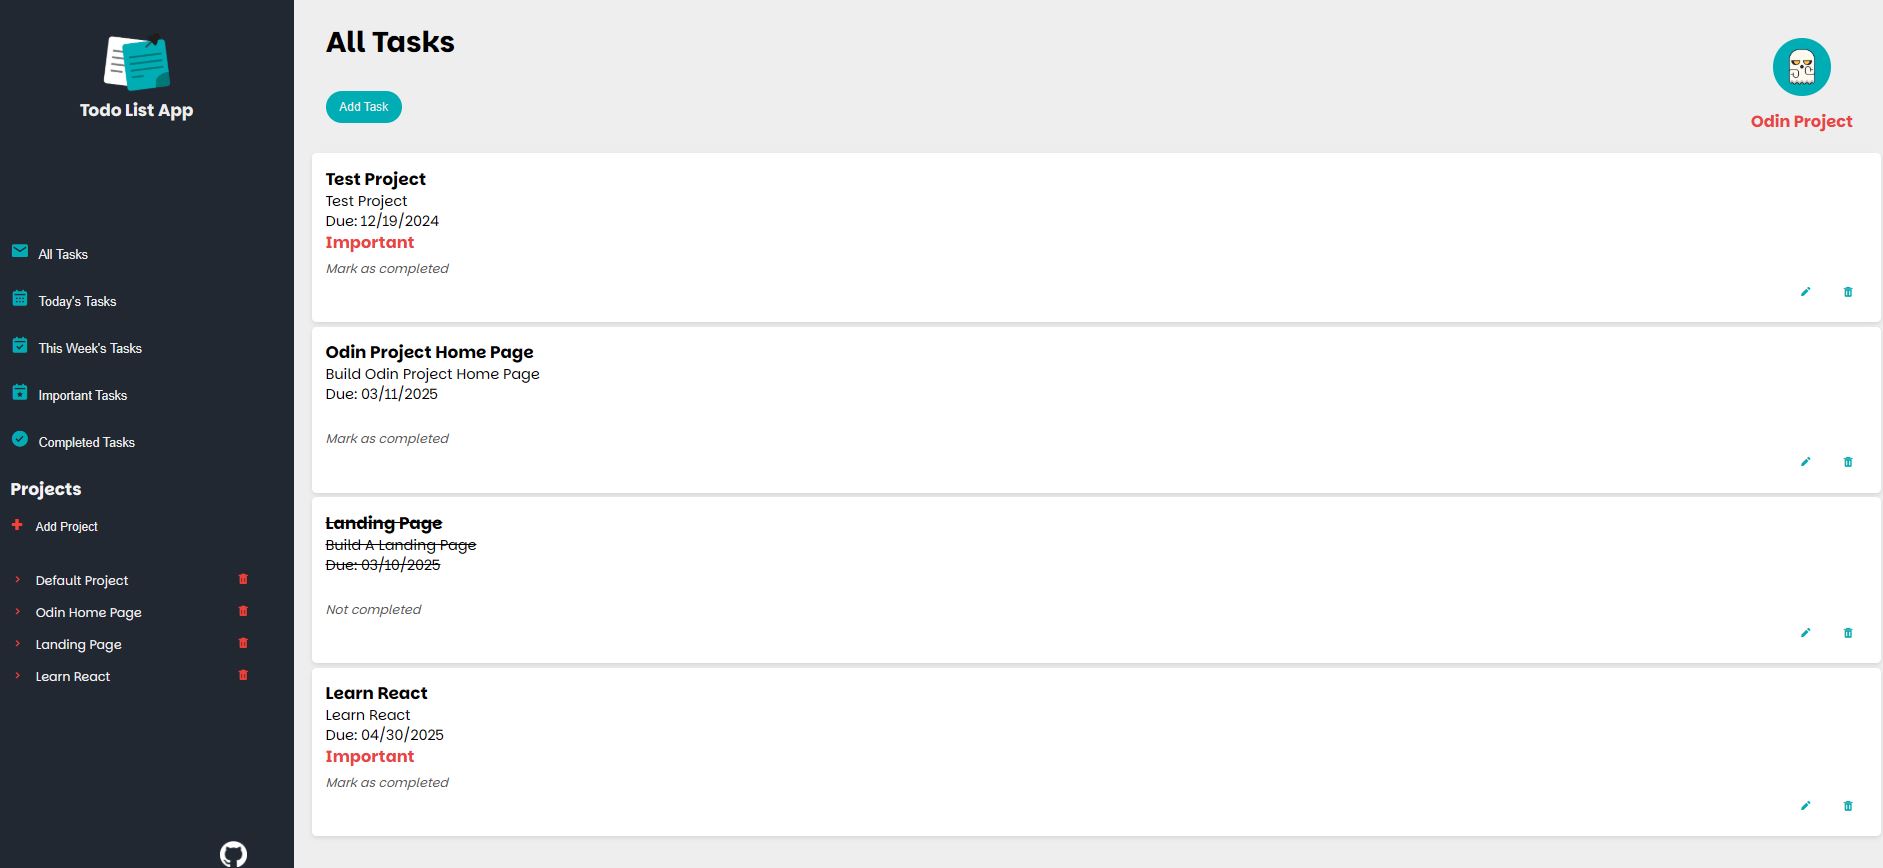 Todo List App
All Tasks
Today's Tasks
This Week's Tasks
Important Tasks
Completed Tasks
Projects
Add Project
Default Project
Odin Home Page
Landing Page
Learn React
All Tasks
Add Task
Odin Project
Test Project
Test Project
Due: 12/19/2024
Important
Mark as completed
Odin Project Home Page
Build Odin Project Home Page
Due: 03/11/2025
Mark as completed
Landing Page
Build A Landing Page
Due: 03/10/2025
Not completed
Learn React
Learn React
Due: 04/30/2025
Important
Mark as completed